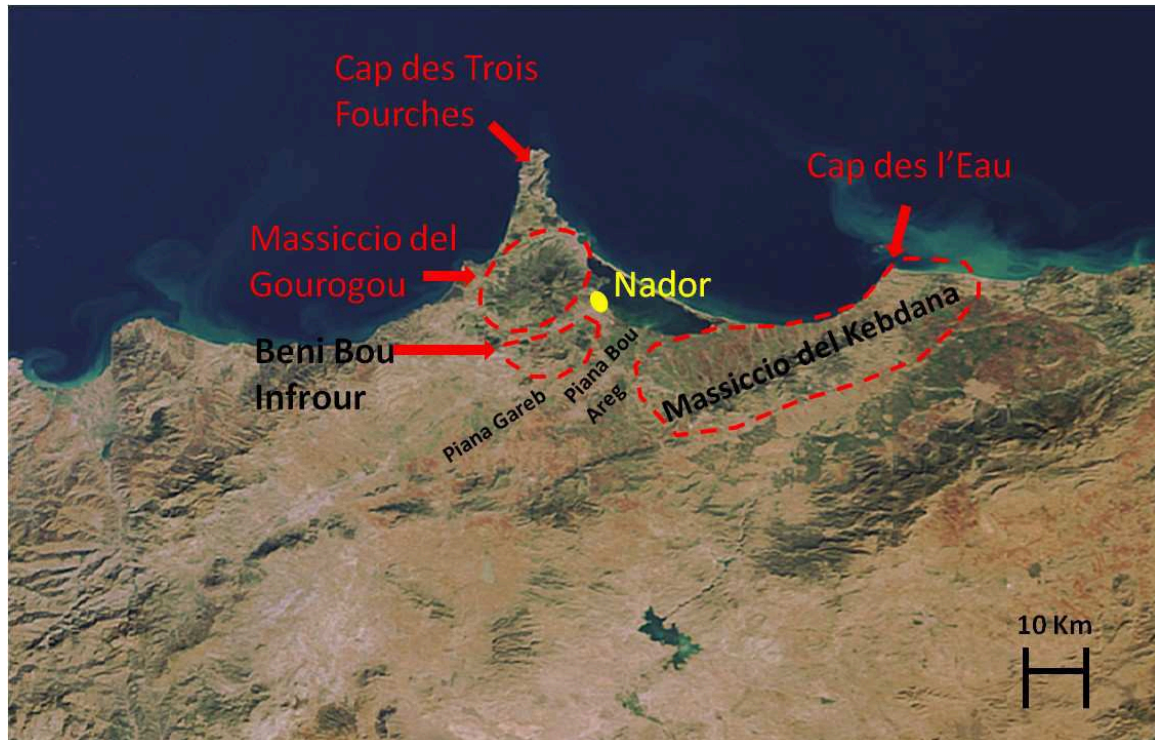 Cap des Trois
Fourches
Cap des l'Eau
Massiccio del
Gourogou
Nador
Beni Bou
Infrour
Piana Gareb
Piana Bou
Areg
Massiccio del Kebdana
10 Km